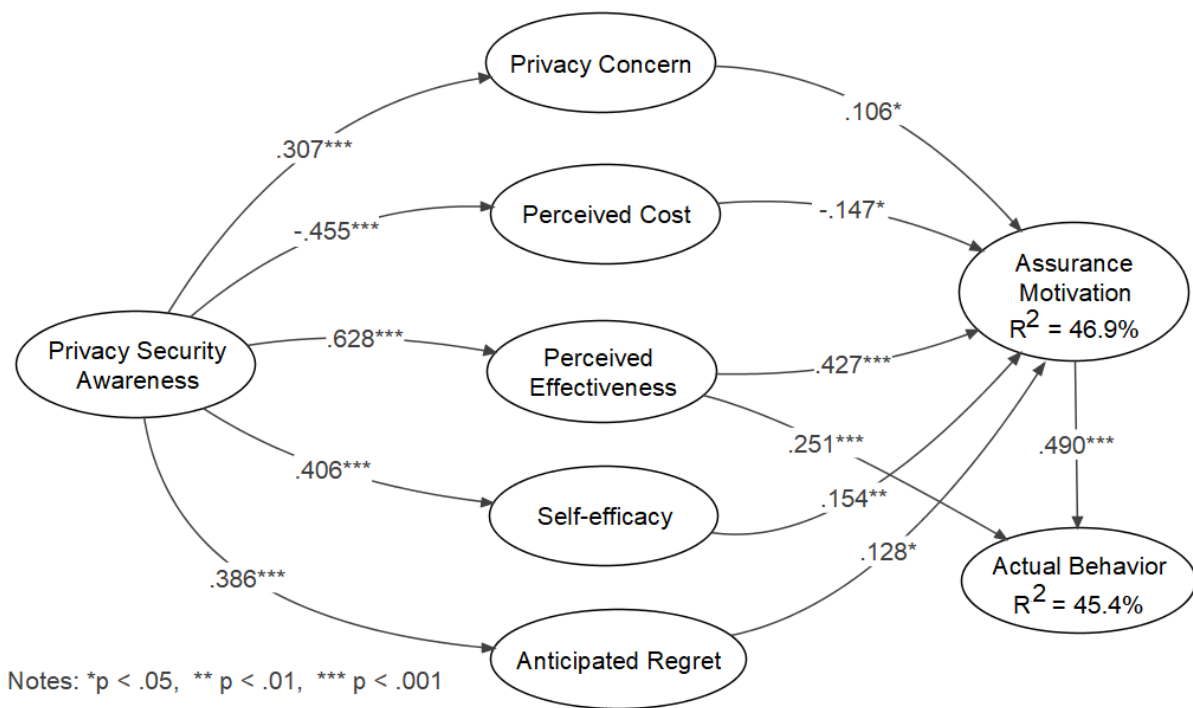 Privacy Concern
.307***
.106*
-.455***
Perceived Cost
-.147*
Assurance
Motivation
R² = 46.9%
Privacy Security
Awareness
.628***
Perceived
Effectiveness
.427***
.251***
.490***
.406***
Self-efficacy
.154**
.128*
Actual Behavior
R² = 45.4%
.386***
Anticipated Regret
Notes: *p < .05, ** p < .01, *** p < .001